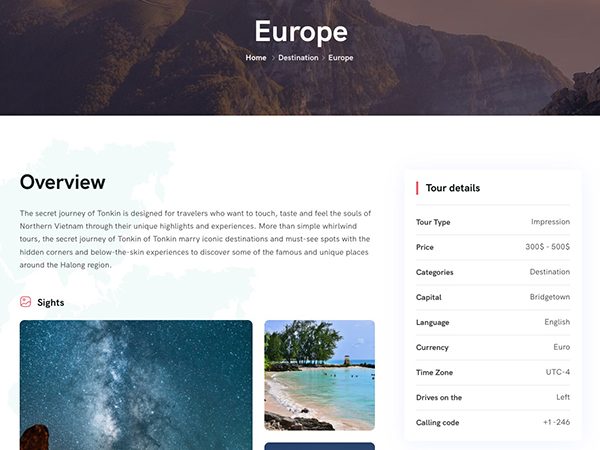 Europe
Home > Destination > Europe
Overview
The secret journey of Tonkin is designed for travelers who want to touch, taste and feel the souls of
Northern Vietnam through their unique highlights and experiences. More than simple whirlwind
tours, the secret journey of Tonkin of Tonkin marry iconic destinations and must-see spots with the
hidden corners and below-the-skin experiences to discover some of the famous and unique places
around the Halong region.
Sights
Tour details
Tour Type Impression
Price 300$ - 500$
Categories Destination
Capital Bridgetown
Language English
Currency Euro
Time Zone UTC-4
Drives on the Left
Calling code +1 -246